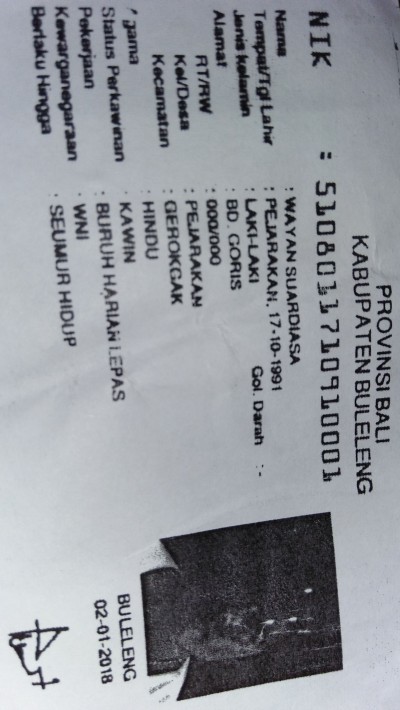 PROVINSI BALI
KABUPATEN BULELENG
NIK : 5108011710910001
Nama : WAYAN SUARDIASA
Tempat/Tgl Lahir : PEJARAKAN, 17-10-1991
Jenis kelamin : LAKI-LAKI Gol. Darah : -
Alamat : BD. GORIS
RT/RW : 000/000
Kel/Desa : PEJARAKAN
Kecamatan : GEROKGAK
gama : HINDU
Status Perkawinan : KAWIN
Pekerjaan : BURUH HARIAN LEPAS
Kewarganegaraan : WNI
Berlaku Hingga : SEUMUR HIDUP
BULELENG
02-01-2018